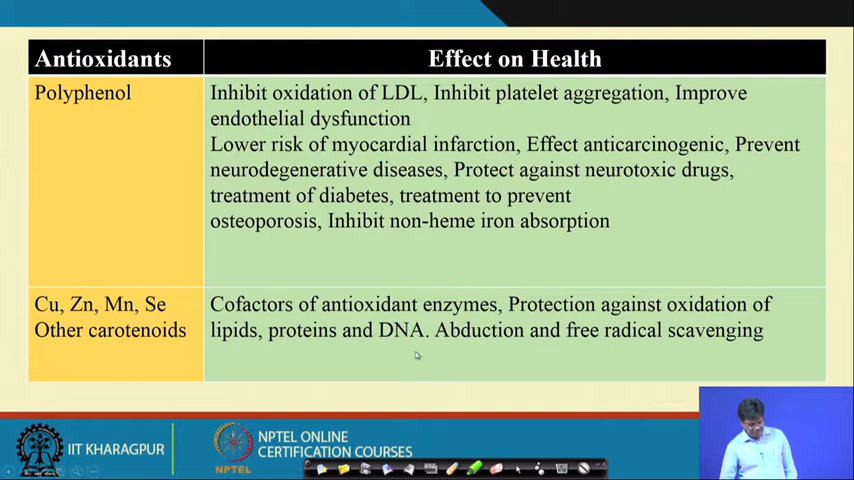 Antioxidants
Effect on Health
Polyphenol
Inhibit oxidation of LDL, Inhibit platelet aggregation, Improve
endothelial dysfunction
Lower risk of myocardial infarction, Effect anticarcinogenic, Prevent
neurodegenerative diseases, Protect against neurotoxic drugs,
treatment of diabetes, treatment to prevent
osteoporosis, Inhibit non-heme iron absorption
Cu, Zn, Mn, Se
Other carotenoids
Cofactors of antioxidant enzymes, Protection against oxidation of
lipids, proteins and DNA. Abduction and free radical scavenging
IIT KHARAGPUR
NPTEL
NPTEL ONLINE
CERTIFICATION COURSES